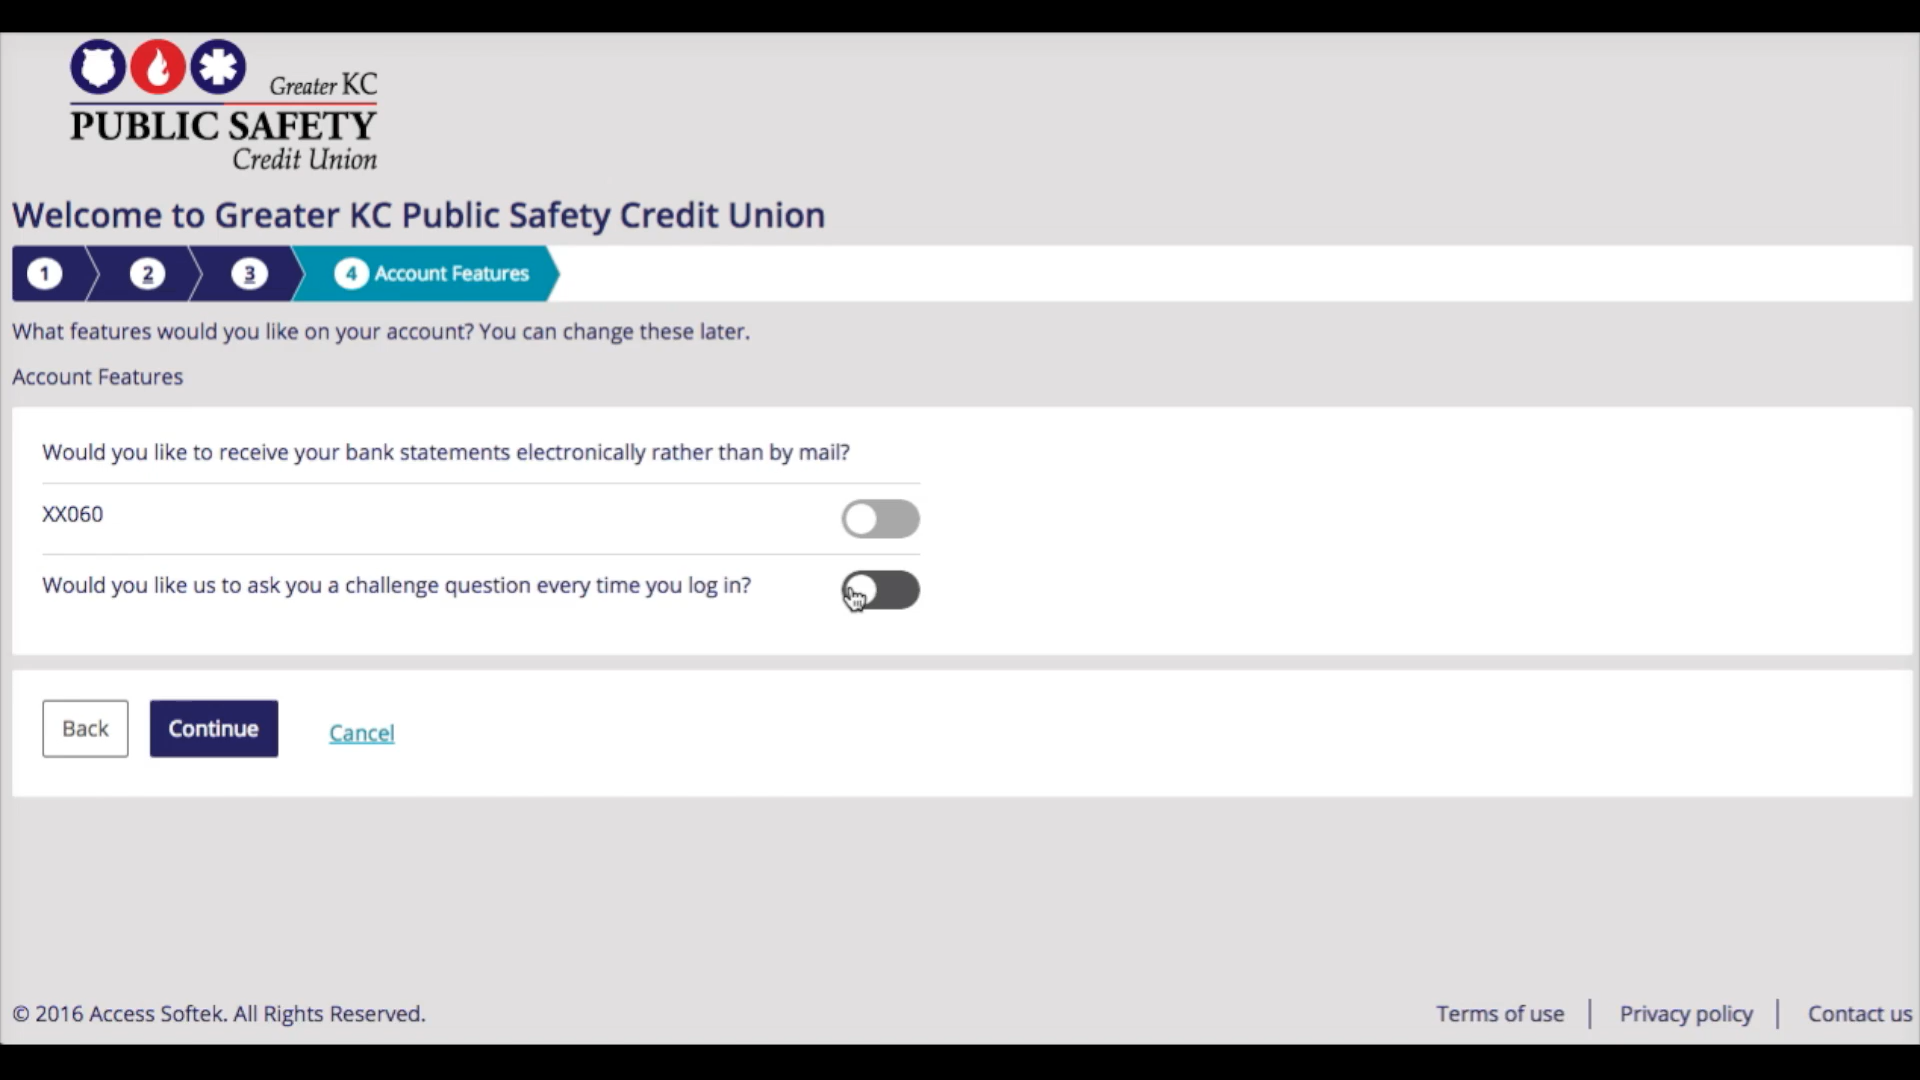 Greater KC
PUBLIC SAFETY
Credit Union
Welcome to Greater KC Public Safety Credit Union
1 2 3 4 Account Features
What features would you like on your account? You can change these later.
Account Features
Would you like to receive your bank statements electronically rather than by mail?
XX060
Would you like us to ask you a challenge question every time you log in?
Back Continue Cancel
© 2016 Access Softek. All Rights Reserved. Terms of use | Privacy policy | Contact us